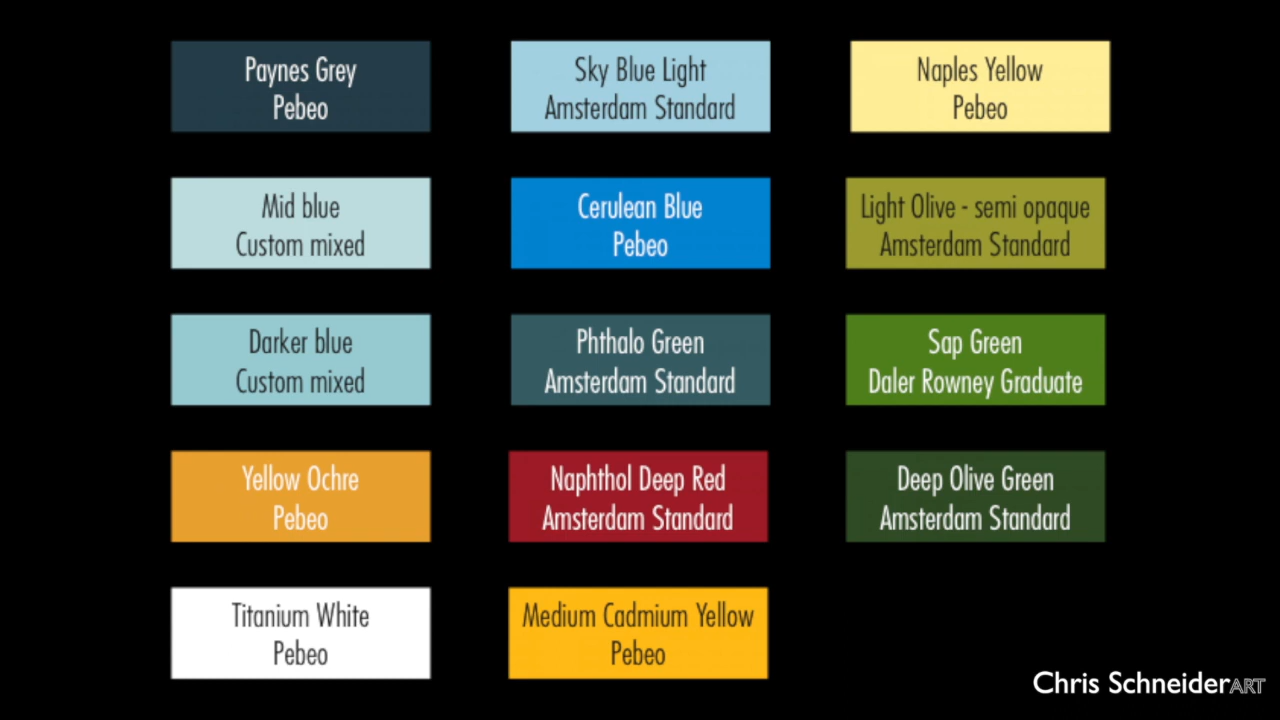 Paynes Grey
Pebeo
Sky Blue Light
Amsterdam Standard
Naples Yellow
Pebeo
Mid blue
Custom mixed
Cerulean Blue
Pebeo
Light Olive - semi opaque
Amsterdam Standard
Darker blue
Custom mixed
Phthalo Green
Amsterdam Standard
Sap Green
Daler Rowney Graduate
Yellow Ochre
Pebeo
Naphthol Deep Red
Amsterdam Standard
Deep Olive Green
Amsterdam Standard
Titanium White
Pebeo
Medium Cadmium Yellow
Pebeo
Chris SchneiderART